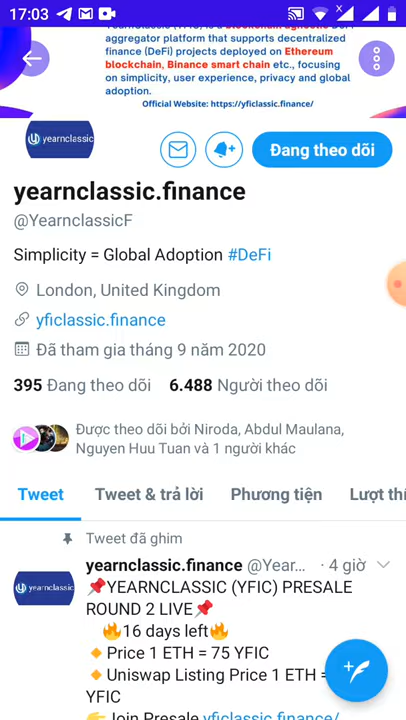 17:03
aggregator platform that supports decentralized
finance (DeFi) projects deployed on Ethereum
blockchain, Binance smart chain etc., focusing
on simplicity, user experience, privacy and global
adoption.
Official Website: https://yficlassic.finance/
yearnclassic
Đang theo dõi
yearnclassic.finance
@YearnclassicF
Simplicity = Global Adoption #DeFi
London, United Kingdom
yficlassic.finance
Đã tham gia tháng 9 năm 2020
395 Đang theo dõi 6.488 Người theo dõi
Được theo dõi bởi Niroda, Abdul Maulana,
Nguyen Huu Tuan và 1 người khác
Tweet Tweet & trả lời Phương tiện Lượt thí
Tweet đã ghim
yearnclassic.finance @Year... · 4 giờ
yearnclassic
📌YEARNCLASSIC (YFIC) PRESALE
ROUND 2 LIVE📌
🔥16 days left🔥
🔸Price 1 ETH = 75 YFIC
🔸Uniswap Listing Price 1 ETH =
YFIC
👉Join Presale yficlassic.finance/